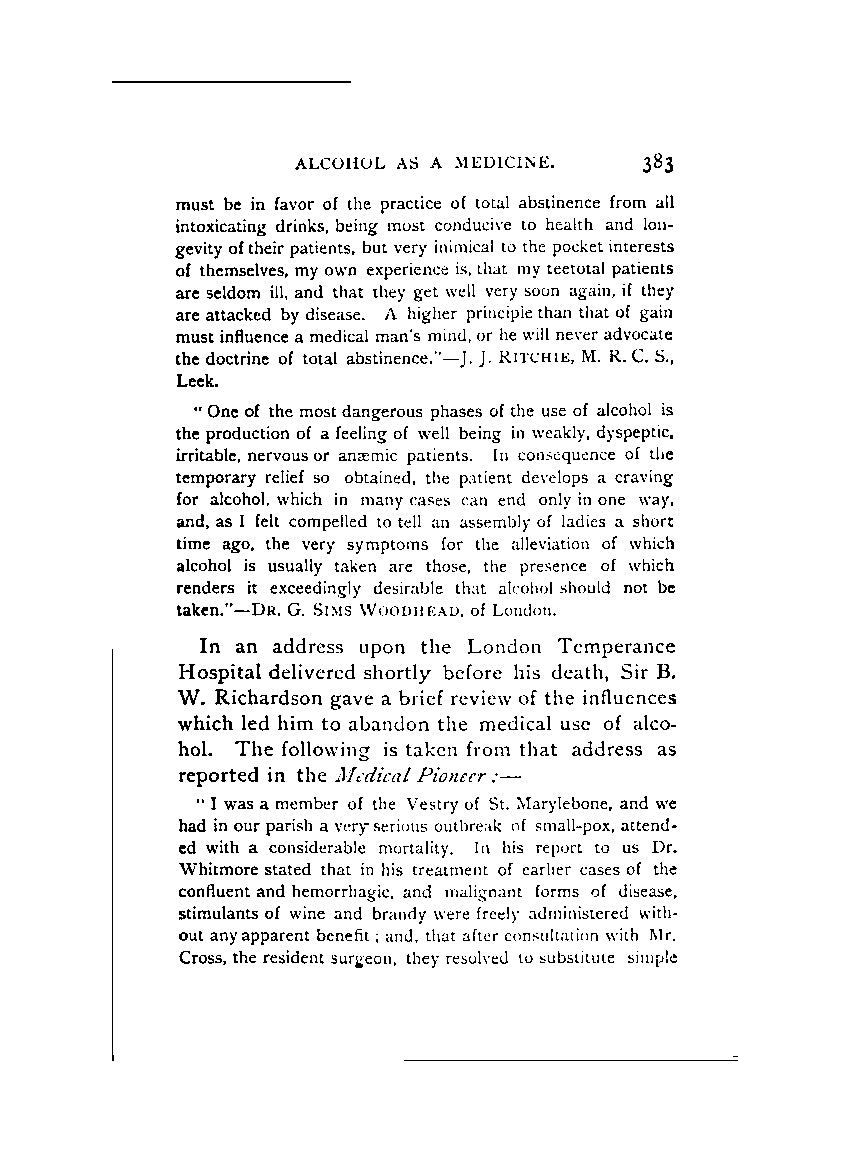 ALCOHOL AS A MEDICINE. 383
must be in favor of the practice of total abstinence from all
intoxicating drinks, being most conducive to health and lon-
gevity of their patients, but very inimical to the pocket interests
of themselves, my own experience is, that my teetotal patients
are seldom ill, and that they get well very soon again, if they
are attacked by disease. A higher principle than that of gain
must influence a medical man's mind, or he will never advocate
the doctrine of total abstinence."—J. J. RITCHIE, M. R. C. S.,
Leek.
"One of the most dangerous phases of the use of alcohol is
the production of a feeling of well being in weakly, dyspeptic,
irritable, nervous or anæmic patients. In consequence of the
temporary relief so obtained, the patient develops a craving
for alcohol, which in many cases can end only in one way,
and, as I felt compelled to tell an assembly of ladies a short
time ago, the very symptoms for the alleviation of which
alcohol is usually taken are those, the presence of which
renders it exceedingly desirable that alcohol should not be
taken."—DR. G. SIMS WOODHEAD, of London.
In an address upon the London Temperance
Hospital delivered shortly before his death, Sir B.
W. Richardson gave a brief review of the influences
which led him to abandon the medical use of alco-
hol. The following is taken from that address as
reported in the Medical Pioneer:—
"I was a member of the Vestry of St. Marylebone, and we
had in our parish a very serious outbreak of small-pox, attend-
ed with a considerable mortality. In his report to us Dr.
Whitmore stated that in his treatment of earlier cases of the
confluent and hemorrhagic, and malignant forms of disease,
stimulants of wine and brandy were freely administered with-
out any apparent benefit; and, that after consultation with Mr.
Cross, the resident surgeon, they resolved to substitute simple